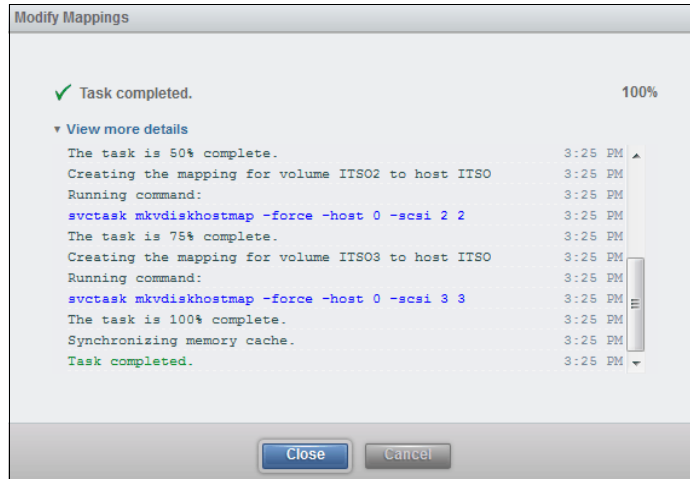 Modify Mappings
Task completed. 100%
View more details
The task is 50% complete. 3:25 PM
Creating the mapping for volume ITSO2 to host ITSO 3:25 PM
Running command: 3:25 PM
svctask mkvdiskhostmap -force -host 0 -scsi 2 2 3:25 PM
The task is 75% complete. 3:25 PM
Creating the mapping for volume ITSO3 to host ITSO 3:25 PM
Running command: 3:25 PM
svctask mkvdiskhostmap -force -host 0 -scsi 3 3 3:25 PM
The task is 100% complete. 3:25 PM
Synchronizing memory cache. 3:25 PM
Task completed. 3:25 PM
Close Cancel